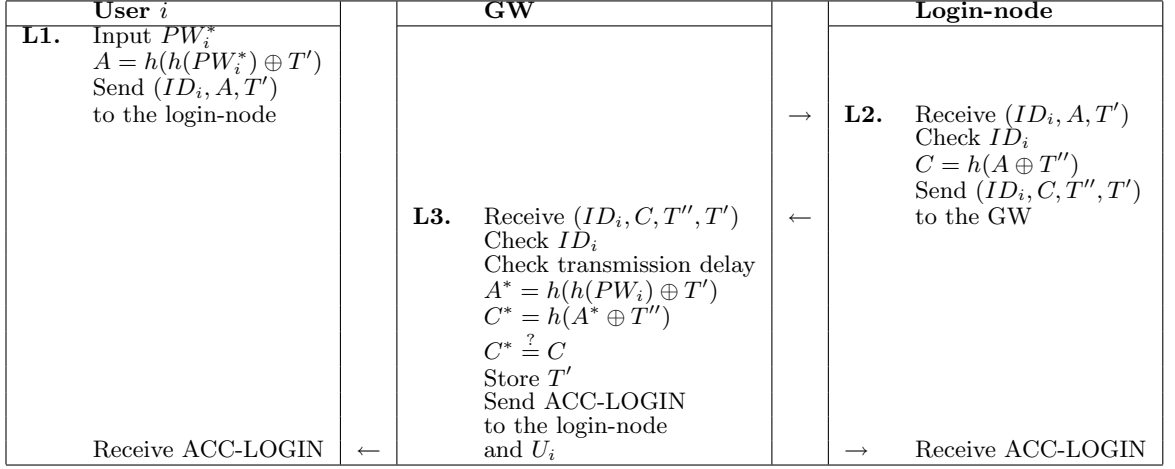 User i GW Login-node
L1. Input PW_i^*
A = h(h(PW_i^*) ⊕ T′)
Send (ID_i, A, T′)
to the login-node → L2. Receive (ID_i, A, T′)
Check ID_i
C = h(A ⊕ T″)
Send (ID_i, C, T″, T′)
L3. Receive (ID_i, C, T″, T′) ← to the GW
Check ID_i
Check transmission delay
A^* = h(h(PW_i) ⊕ T′)
C^* = h(A^* ⊕ T″)
C^* ≟ C
Store T′
Send ACC-LOGIN
to the login-node
Receive ACC-LOGIN ← and U_i → Receive ACC-LOGIN